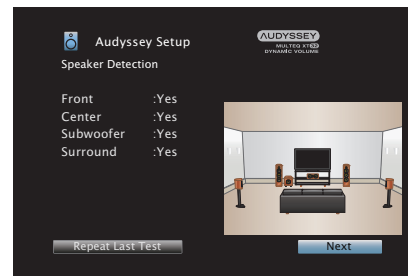 Audyssey Setup
AUDYSSEY
MULTEQ XT32
DYNAMIC VOLUME
Speaker Detection
Front :Yes
Center :Yes
Subwoofer :Yes
Surround :Yes
Repeat Last Test
Next